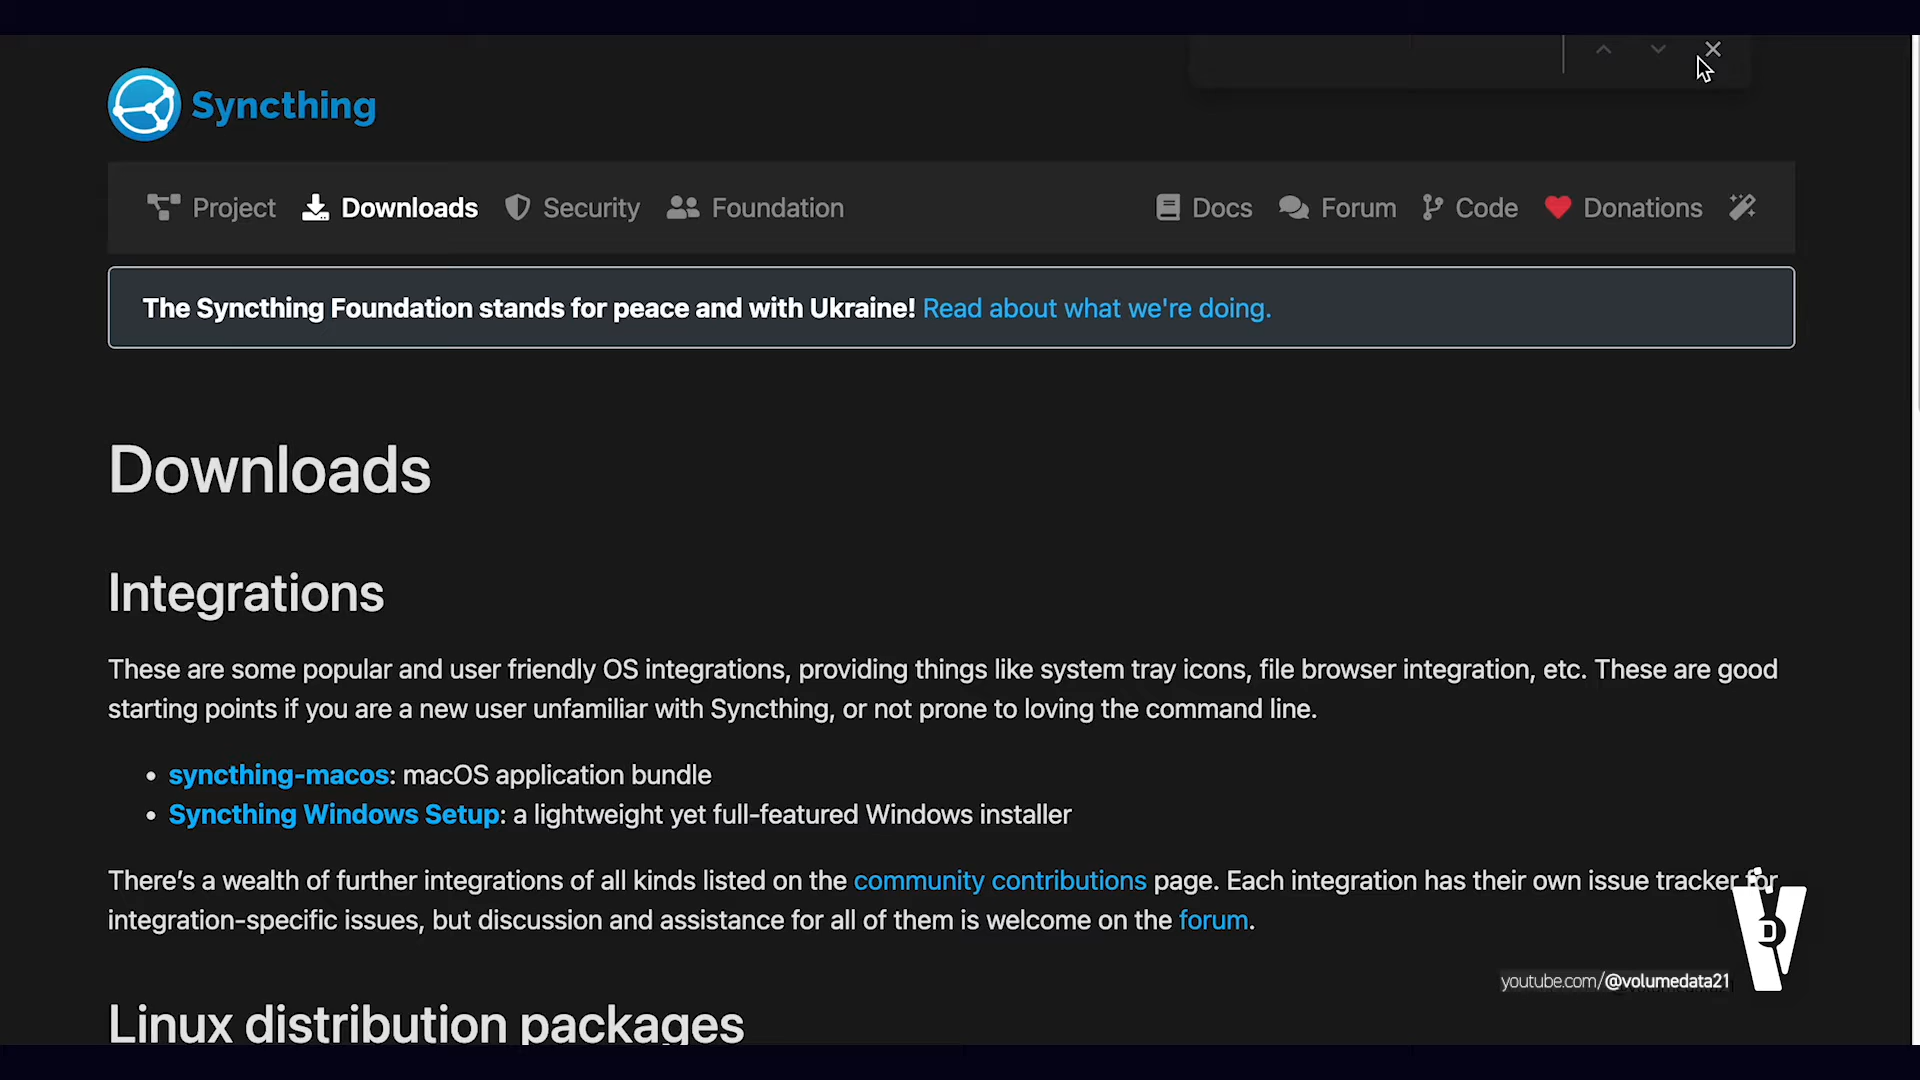 Syncthing
Project Downloads Security Foundation Docs Forum Code Donations
The Syncthing Foundation stands for peace and with Ukraine! Read about what we're doing.
Downloads
Integrations
These are some popular and user friendly OS integrations, providing things like system tray icons, file browser integration, etc. These are good
starting points if you are a new user unfamiliar with Syncthing, or not prone to loving the command line.
• syncthing-macos: macOS application bundle
• Syncthing Windows Setup: a lightweight yet full-featured Windows installer
There’s a wealth of further integrations of all kinds listed on the community contributions page. Each integration has their own issue tracker for
integration-specific issues, but discussion and assistance for all of them is welcome on the forum.
VD
youtube.com/@volumedata21
Linux distribution packages